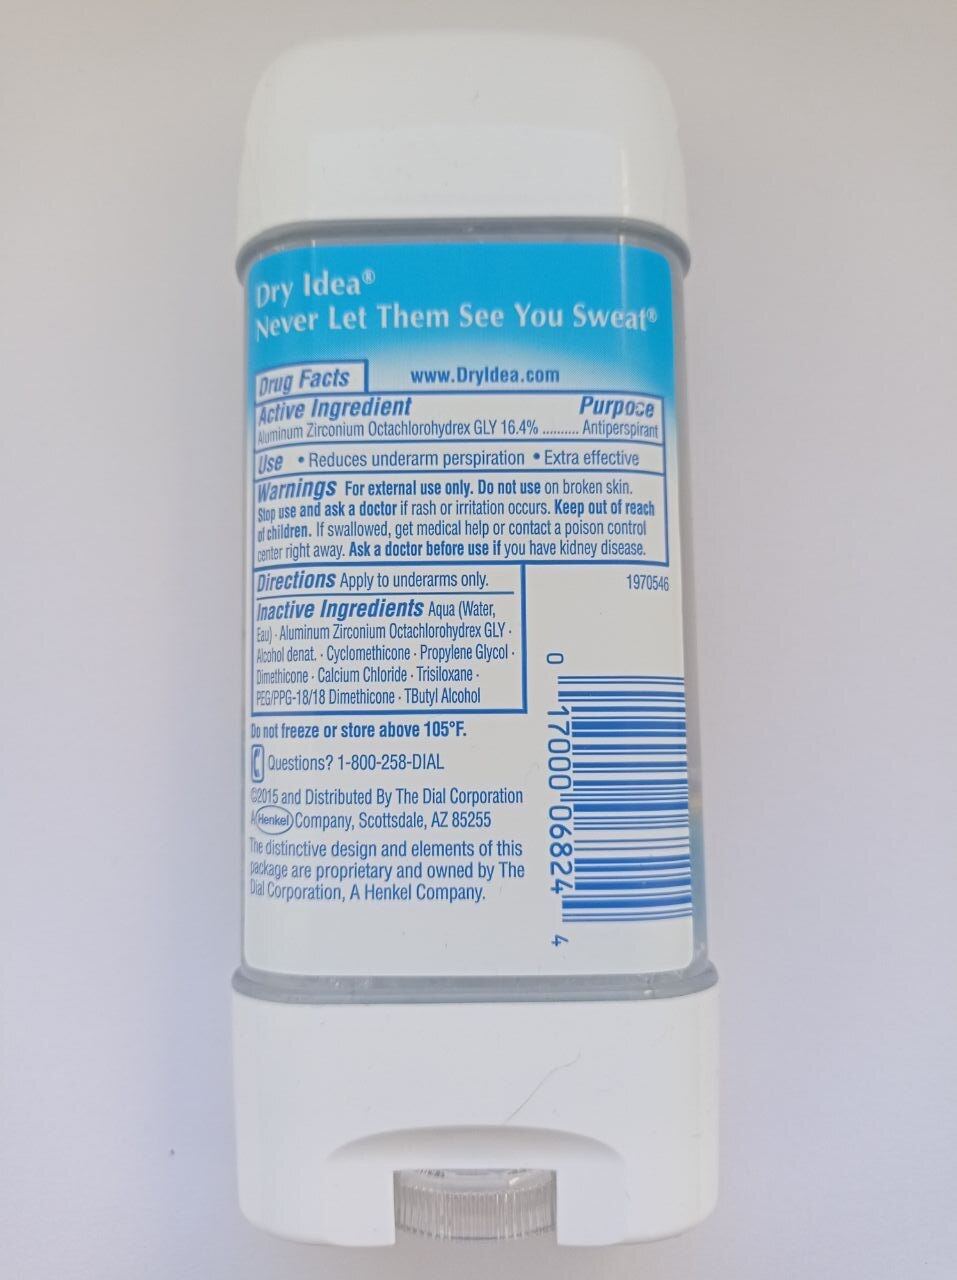 Dry Idea®
Never Let Them See You Sweat®
Drug Facts
www.DryIdea.com
Active Ingredient Purpose
Aluminum Zirconium Octachlorohydrex GLY 16.4% .......... Antiperspirant
Use • Reduces underarm perspiration • Extra effective
Warnings For external use only. Do not use on broken skin.
Stop use and ask a doctor if rash or irritation occurs. Keep out of reach
of children. If swallowed, get medical help or contact a poison control
center right away. Ask a doctor before use if you have kidney disease.
Directions Apply to underarms only.
1970546
Inactive Ingredients Aqua (Water,
Eau) · Aluminum Zirconium Octachlorohydrex GLY ·
Alcohol denat. · Cyclomethicone · Propylene Glycol ·
Dimethicone · Calcium Chloride · Trisiloxane ·
PEG/PPG-18/18 Dimethicone · TButyl Alcohol
Do not freeze or store above 105°F.
Questions? 1-800-258-DIAL
©2015 and Distributed By The Dial Corporation
A Henkel Company, Scottsdale, AZ 85255
The distinctive design and elements of this
package are proprietary and owned by The
Dial Corporation, A Henkel Company.
0 17000 06824 4